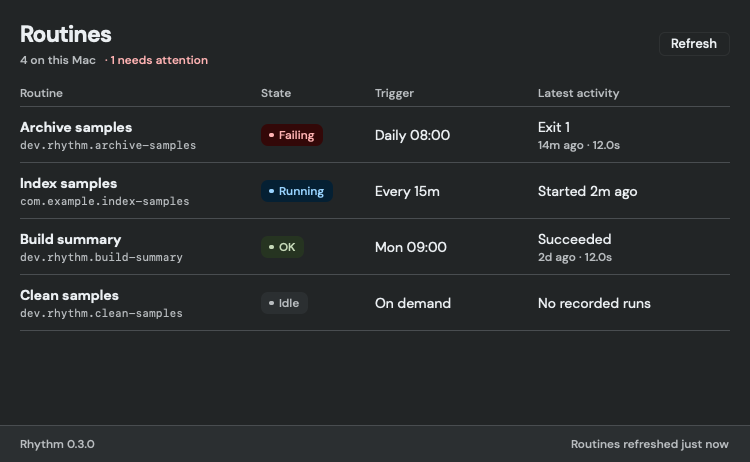 Routines
4 on this Mac · 1 needs attention
Refresh
Routine State Trigger Latest activity
Archive samples
dev.rhythm.archive-samples
Failing
Daily 08:00
Exit 1
14m ago · 12.0s
Index samples
com.example.index-samples
Running
Every 15m
Started 2m ago
Build summary
dev.rhythm.build-summary
OK
Mon 09:00
Succeeded
2d ago · 12.0s
Clean samples
dev.rhythm.clean-samples
Idle
On demand
No recorded runs
Rhythm 0.3.0
Routines refreshed just now